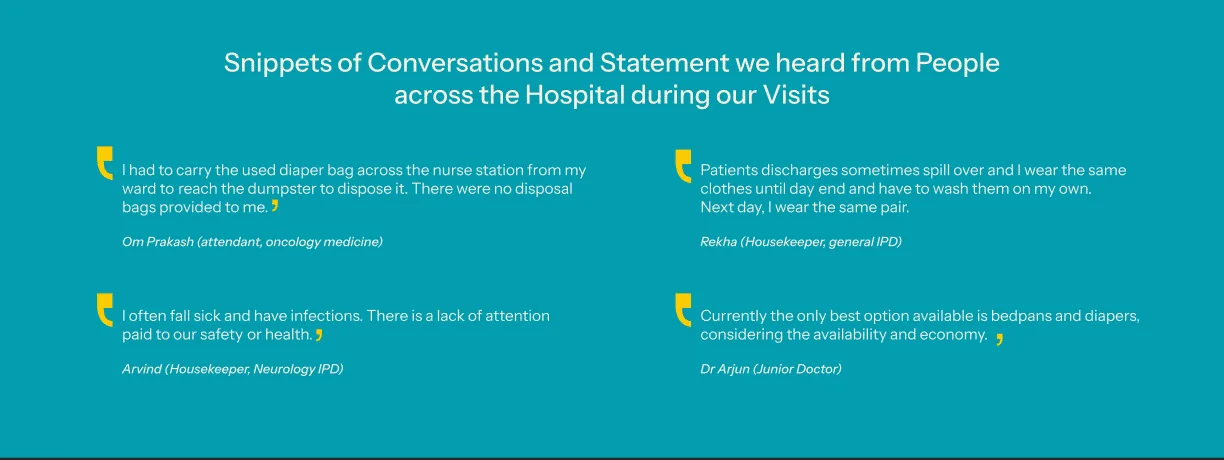 Snippets of Conversations and Statement we heard from People
across the Hospital during our Visits
I had to carry the used diaper bag across the nurse station from my
ward to reach the dumpster to dispose it. There were no disposal
bags provided to me.
Om Prakash (attendant, oncology medicine)
Patients discharges sometimes spill over and I wear the same
clothes until day end and have to wash them on my own.
Next day, I wear the same pair.
Rekha (Housekeeper, general IPD)
I often fall sick and have infections. There is a lack of attention
paid to our safety or health.
Arvind (Housekeeper, Neurology IPD)
Currently the only best option available is bedpans and diapers,
considering the availability and economy.
Dr Arjun (Junior Doctor)